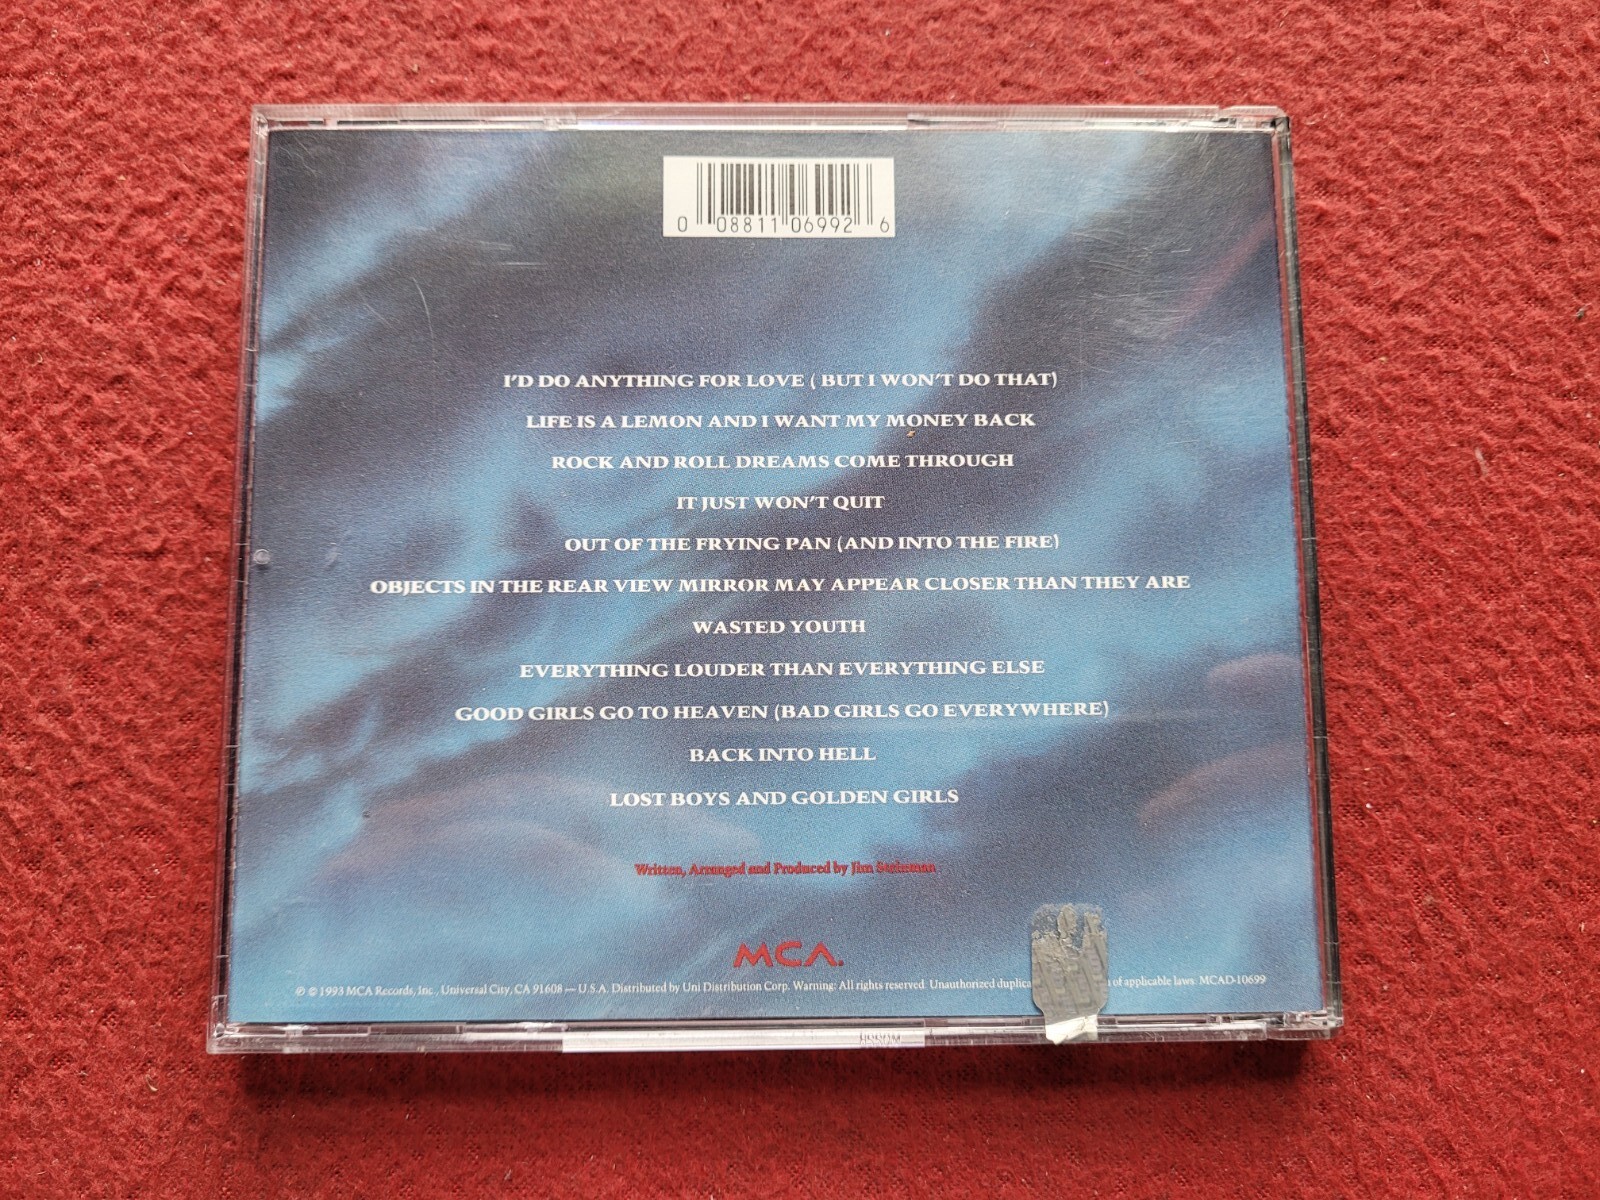 0 08811 06992 6
I'D DO ANYTHING FOR LOVE ( BUT I WON'T DO THAT)
LIFE IS A LEMON AND I WANT MY MONEY BACK
ROCK AND ROLL DREAMS COME THROUGH
IT JUST WON'T QUIT
OUT OF THE FRYING PAN (AND INTO THE FIRE)
OBJECTS IN THE REAR VIEW MIRROR MAY APPEAR CLOSER THAN THEY ARE
WASTED YOUTH
EVERYTHING LOUDER THAN EVERYTHING ELSE
GOOD GIRLS GO TO HEAVEN (BAD GIRLS GO EVERYWHERE)
BACK INTO HELL
LOST BOYS AND GOLDEN GIRLS
Written, Arranged and Produced by Jim Steinman
MCA.
℗ © 1993 MCA Records, Inc., Universal City, CA 91608 — U.S.A. Distributed by Uni Distribution Corp. Warning: All rights reserved. Unauthorized of applicable laws. MCAD-10699